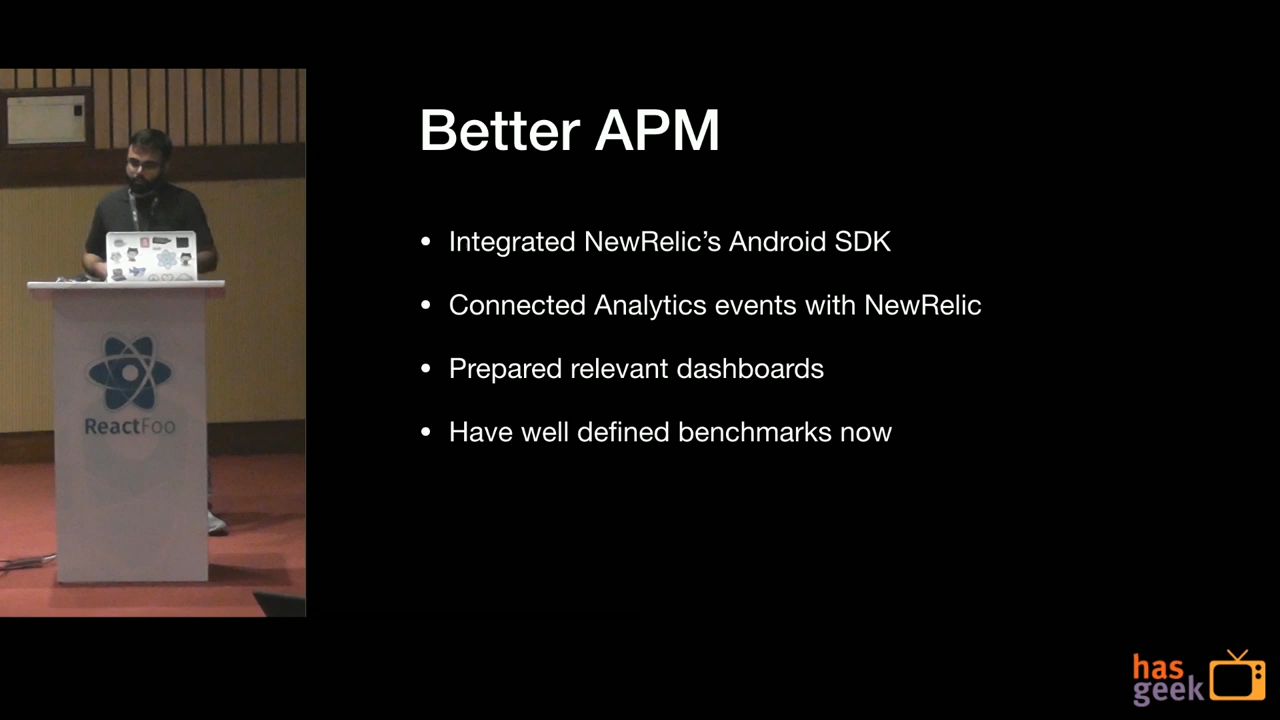 Better APM
• Integrated NewRelic’s Android SDK
• Connected Analytics events with NewRelic
• Prepared relevant dashboards
• Have well defined benchmarks now
ReactFoo
has
geek